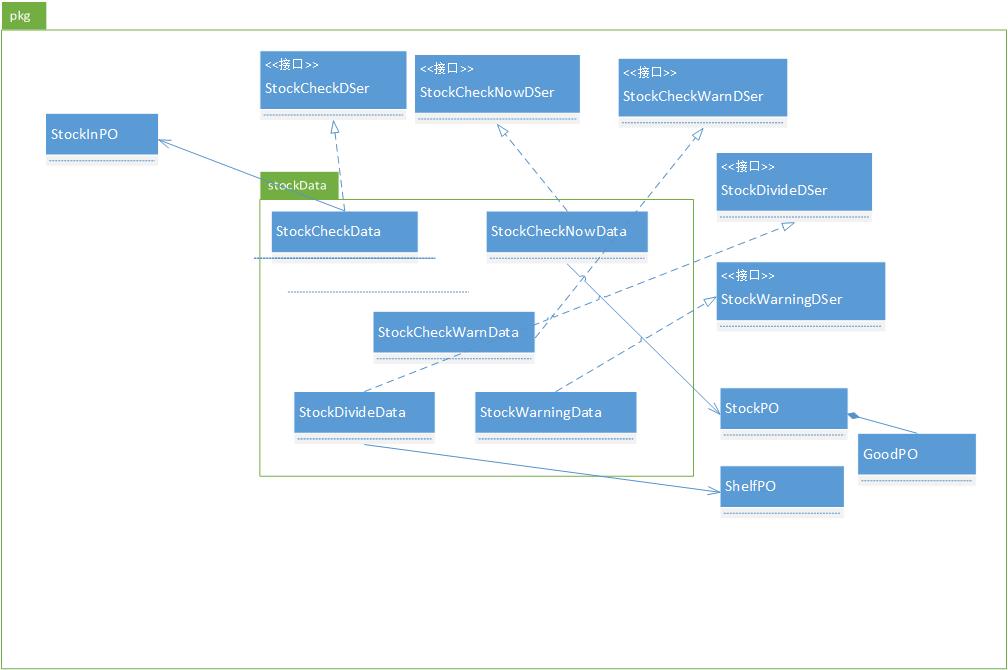 pkg
<<接口>>
StockCheckDSer
<<接口>>
StockCheckNowDSer
<<接口>>
StockCheckWarnDSer
StockInPO
<<接口>>
StockDivideDSer
stockData
StockCheckData
StockCheckNowData
<<接口>>
StockWarningDSer
StockCheckWarnData
StockDivideData
StockWarningData
StockPO
GoodPO
ShelfPO